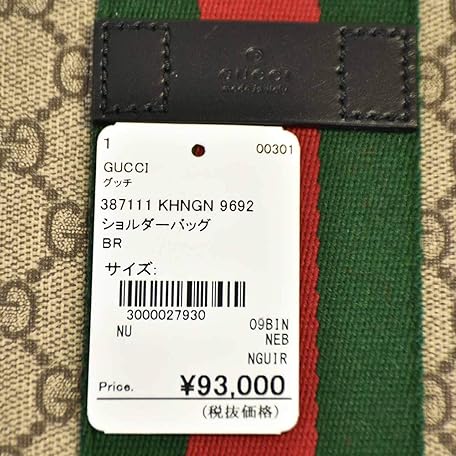 GUCCI
made in italy
1 00301
GUCCI
グッチ
387111 KHNGN 9692
ショルダーバッグ
BR
サイズ:
3000027930
NU 09BIN
NEB
NGUIR
Price. ¥93,000
(税抜価格)